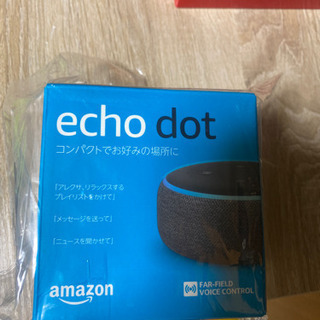 echo dot
コンパクトでお好みの場所に
「アレクサ、リラックスする
プレイリストをかけて」
「メッセージを送って」
「ニュースを聞かせて」
amazon
FAR-FIELD
VOICE CONTROL